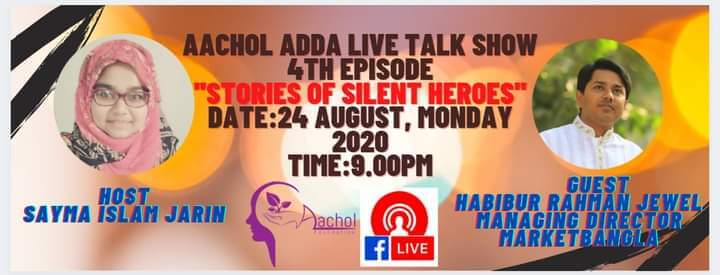 AACHOL ADDA LIVE TALK SHOW
4TH EPISODE
"STORIES OF SILENT HEROES"
DATE:24 AUGUST, MONDAY
2020
TIME:9.00PM
HOST
SAYMA ISLAM JARIN
GUEST
HABIBUR RAHMAN JEWEL
MANAGING DIRECTOR
MARKETBANGLA
Aachol
Foundation
f LIVE